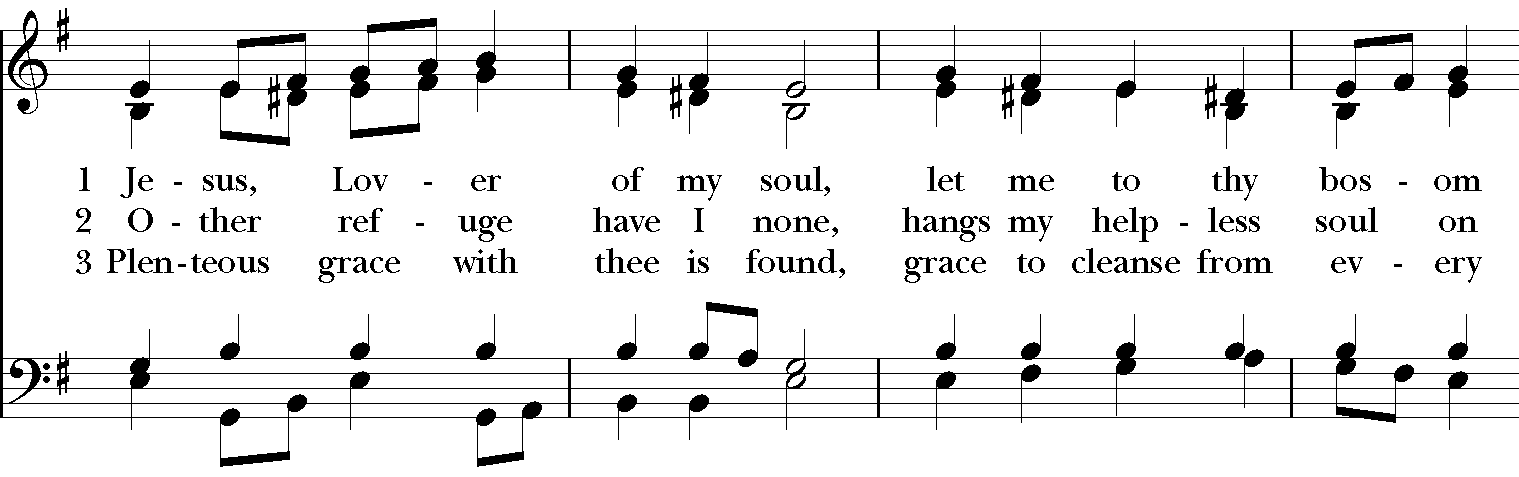 1 Je - sus, Lov - er of my soul, let me to thy bos - om
2 O - ther ref - uge have I none, hangs my help - less soul on
3 Plen - teous grace with thee is found, grace to cleanse from ev - ery